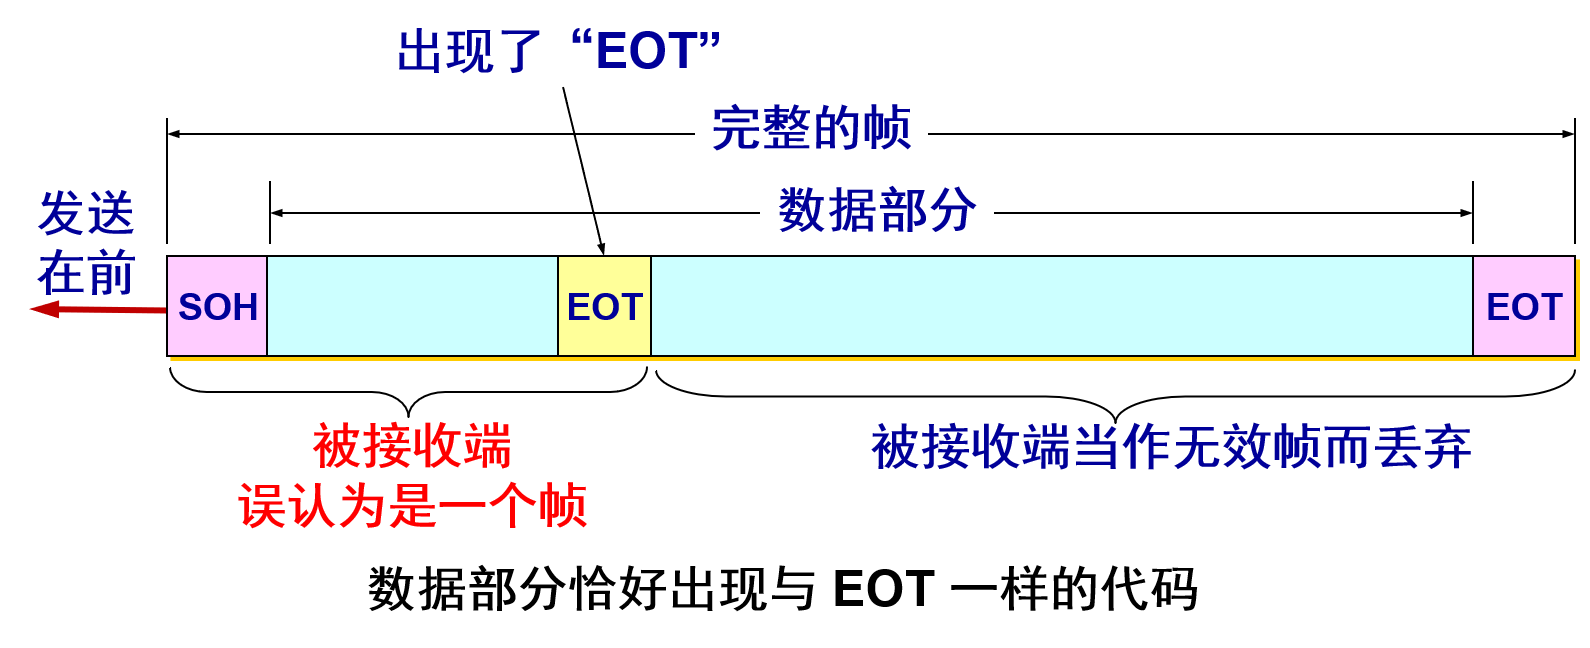 出现了“EOT”
完整的帧
数据部分
发送
在前
SOH
EOT
EOT
被接收端
误认为是一个帧
被接收端当作无效帧而丢弃
数据部分恰好出现与 EOT 一样的代码